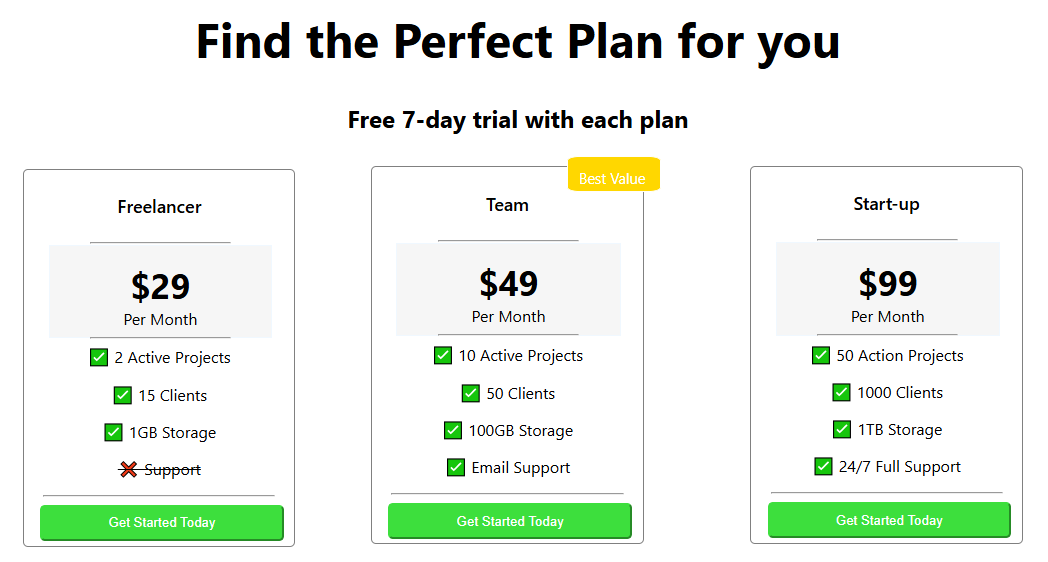 Find the Perfect Plan for you
Free 7-day trial with each plan
Freelancer
$29
Per Month
2 Active Projects
15 Clients
1GB Storage
Support
Get Started Today
Best Value
Team
$49
Per Month
10 Active Projects
50 Clients
100GB Storage
Email Support
Get Started Today
Start-up
$99
Per Month
50 Action Projects
1000 Clients
1TB Storage
24/7 Full Support
Get Started Today